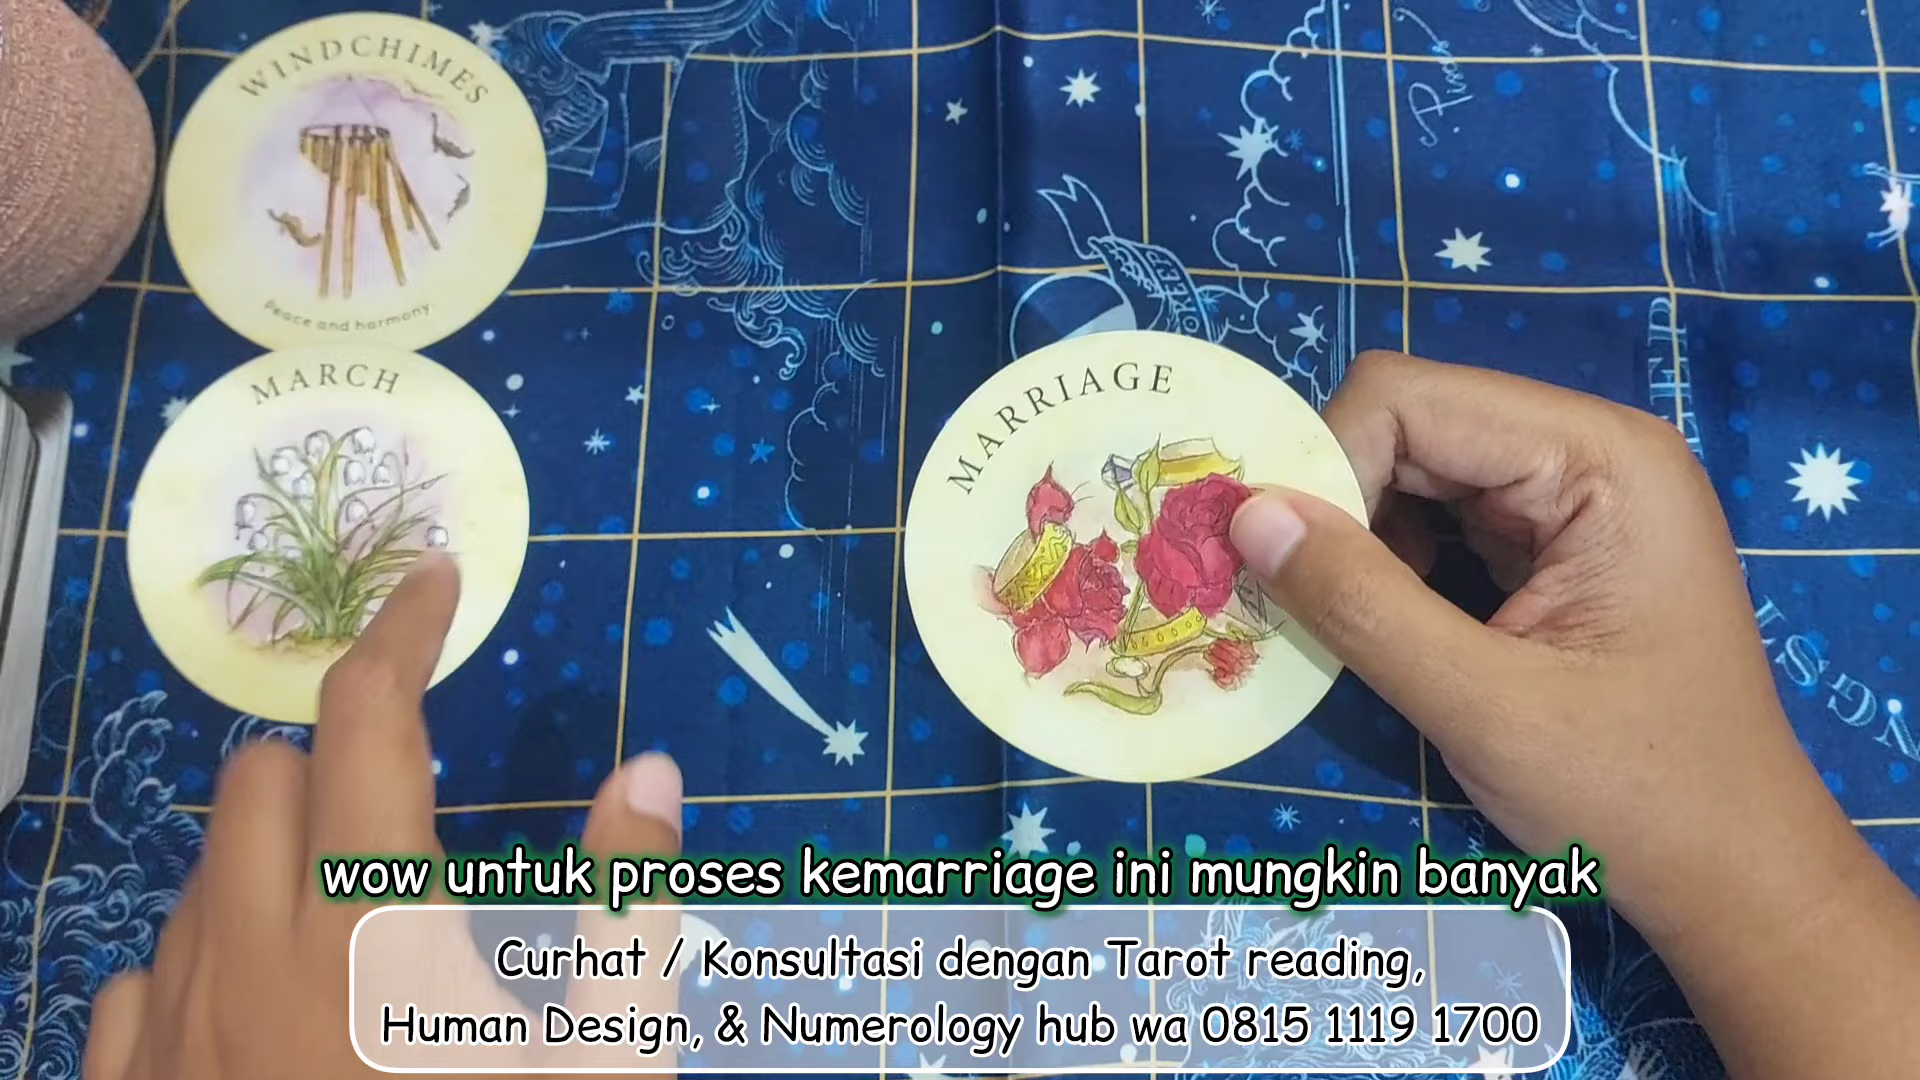 WINDCHIMES
Peace and harmony.
MARCH
MARRIAGE
Pisces
wow untuk proses kemarriage ini mungkin banyak
Curhat / Konsultasi dengan Tarot reading,
Human Design, & Numerology hub wa 0815 1119 1700